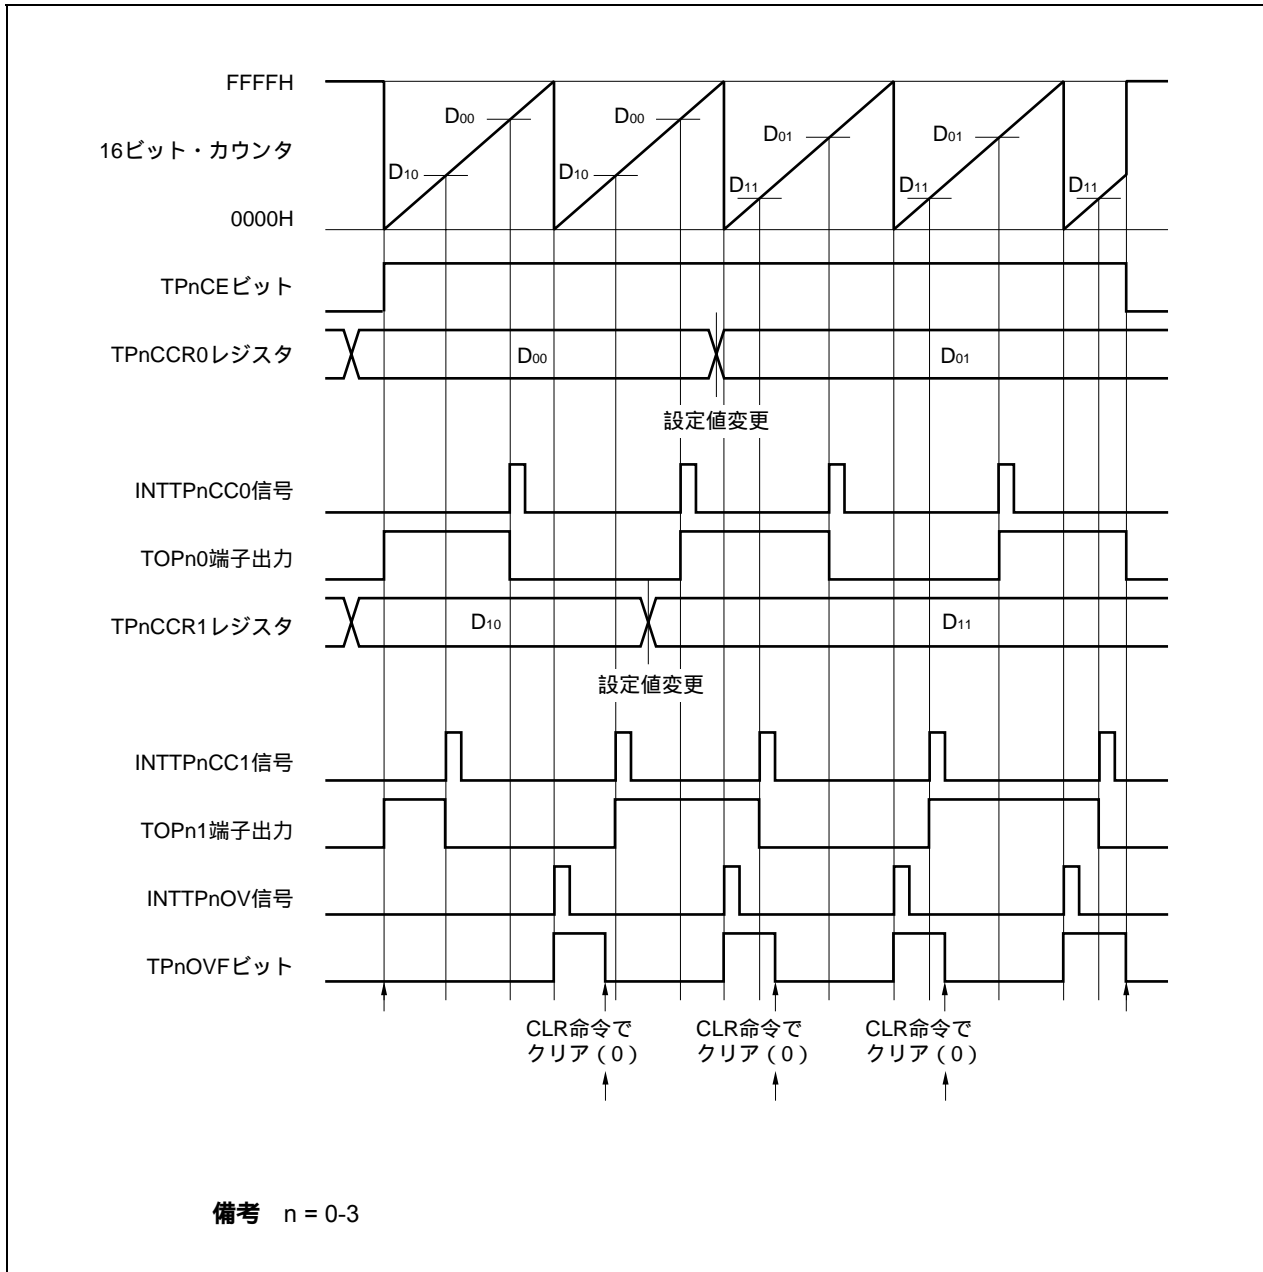 FFFFH
D00 D00 D01 D01
16ビット・カウンタ
D10 D10 D11 D11 D11
0000H
TPnCEビット
TPnCCR0レジスタ D00 D01
設定値変更
INTTPnCC0信号
TOPn0端子出力
TPnCCR1レジスタ D10 D11
設定値変更
INTTPnCC1信号
TOPn1端子出力
INTTPnOV信号
TPnOVFビット
CLR命令で CLR命令で CLR命令で
クリア(0) クリア(0) クリア(0)
備考 n = 0-3